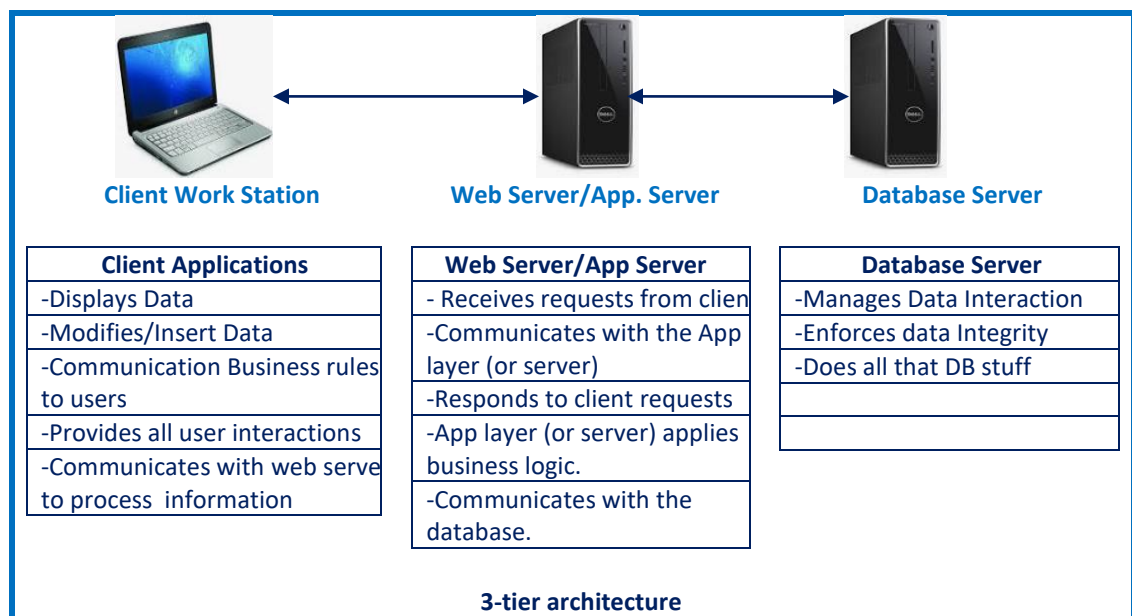 Client Work Station
Web Server/App. Server
Database Server
Client Applications
-Displays Data
-Modifies/Insert Data
-Communication Business rules
to users
-Provides all user interactions
-Communicates with web serve
to process information
Web Server/App Server
- Receives requests from clien
-Communicates with the App
layer (or server)
-Responds to client requests
-App layer (or server) applies
business logic.
-Communicates with the
database.
Database Server
-Manages Data Interaction
-Enforces data Integrity
-Does all that DB stuff
3-tier architecture